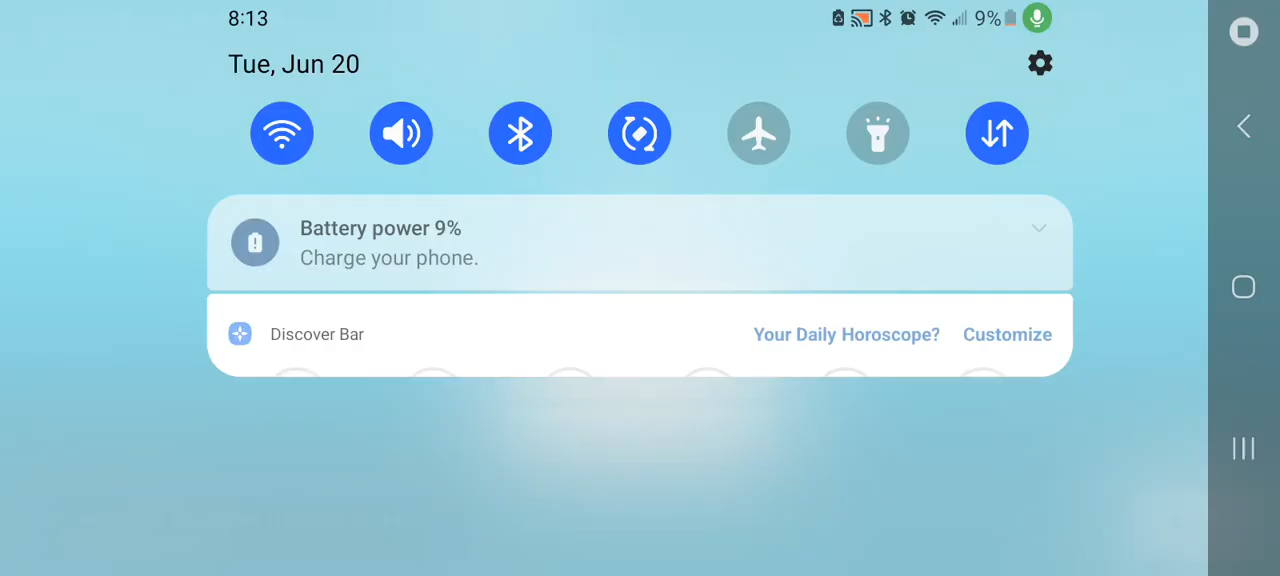 8:13
9%
Tue, Jun 20
Battery power 9%
Charge your phone.
Discover Bar
Your Daily Horoscope?
Customize